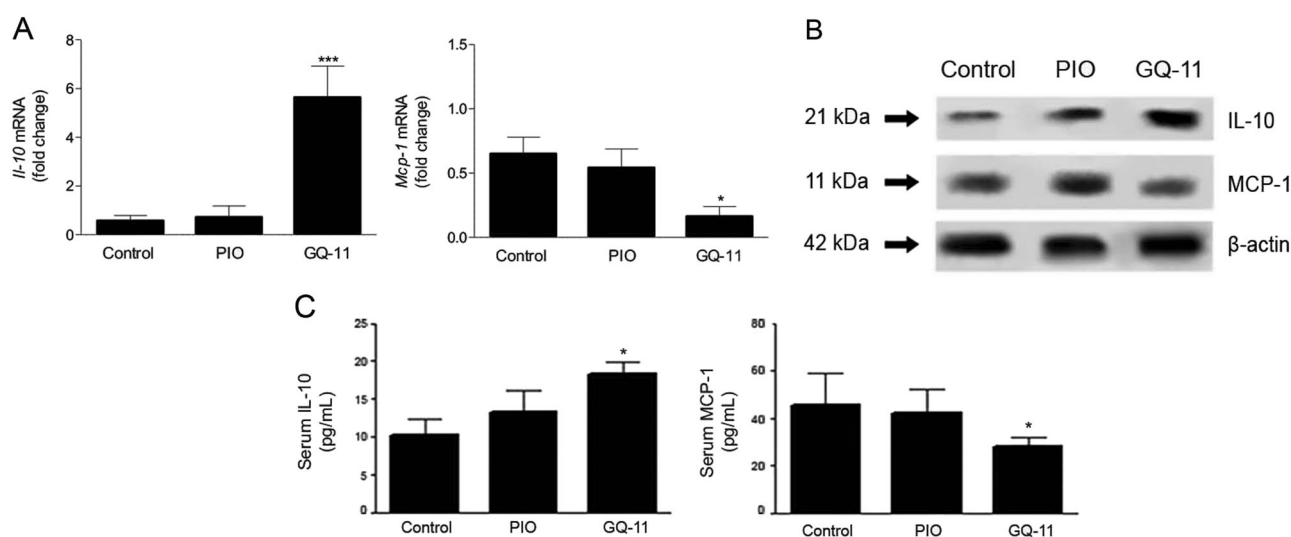 A
Il-10 mRNA
(fold change)
8
6
4
2
0
***
Control PIO GQ-11
Mcp-1 mRNA
(fold change)
1.5
1.0
0.5
0.0
*
Control PIO GQ-11
B
Control PIO GQ-11
21 kDa IL-10
11 kDa MCP-1
42 kDa β-actin
C
Serum IL-10
(pg/mL)
25
20
15
10
5
0
*
Control PIO GQ-11
Serum MCP-1
(pg/mL)
80
60
40
20
0
*
Control PIO GQ-11